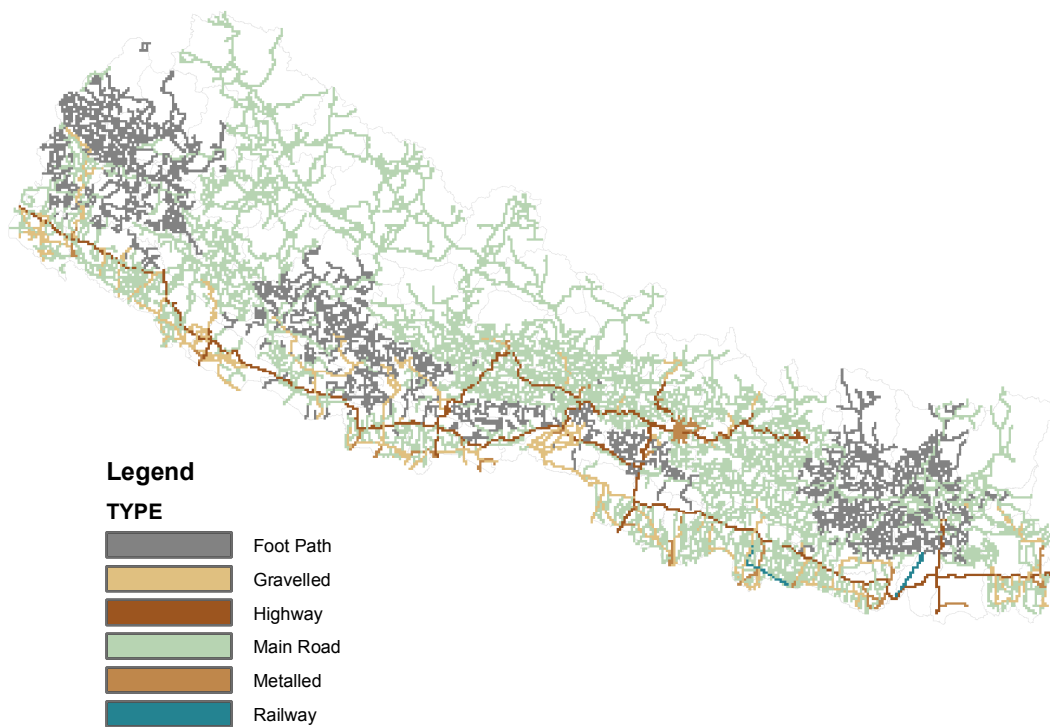 Legend
TYPE
Foot Path
Gravelled
Highway
Main Road
Metalled
Railway